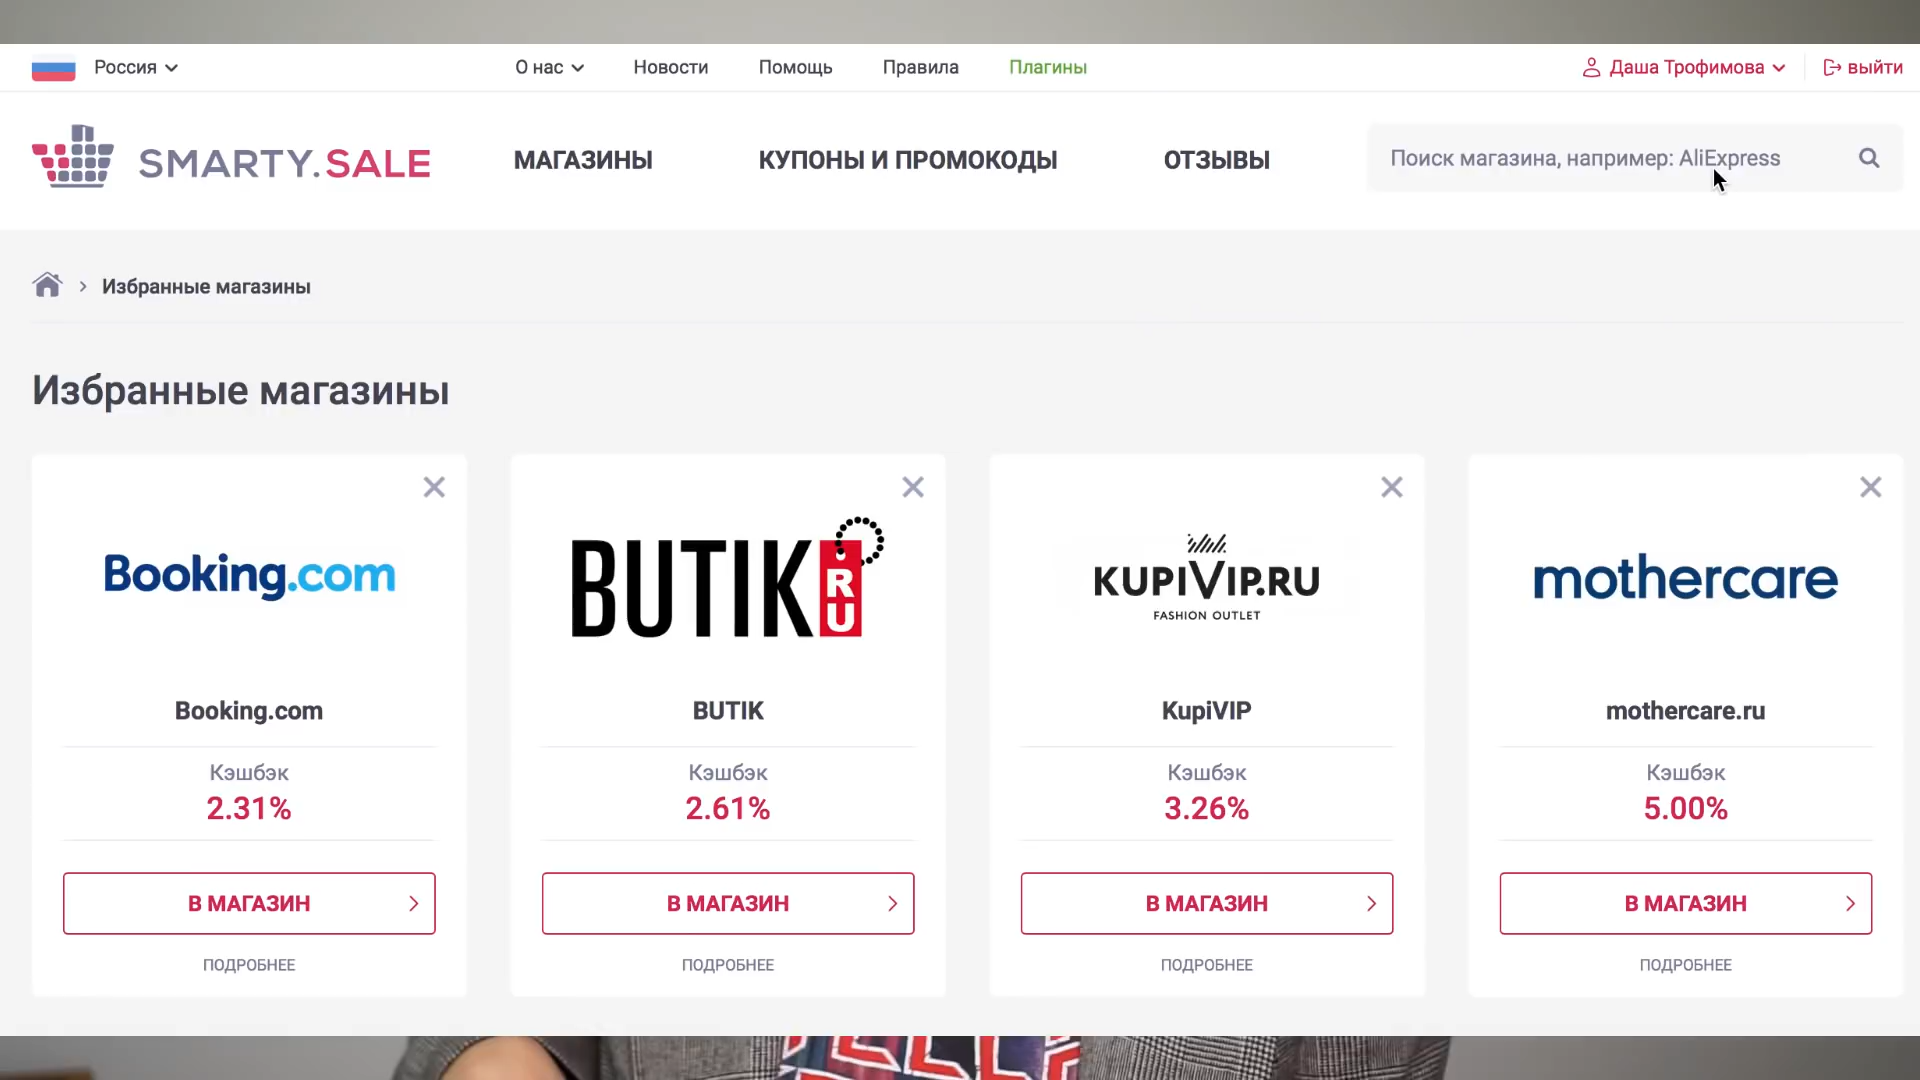 Россия
О нас
Новости
Помощь
Правила
Плагины
Даша Трофимова
выйти
SMARTY.SALE
МАГАЗИНЫ
КУПОНЫ И ПРОМОКОДЫ
ОТЗЫВЫ
Поиск магазина, например: AliExpress
Избранные магазины
Избранные магазины
Booking.com
BUTIK RU
KUPIVIP.RU
FASHION OUTLET
mothercare
Booking.com
BUTIK
KupiVIP
mothercare.ru
Кэшбэк
2.31%
Кэшбэк
2.61%
Кэшбэк
3.26%
Кэшбэк
5.00%
В МАГАЗИН
В МАГАЗИН
В МАГАЗИН
В МАГАЗИН
ПОДРОБНЕЕ
ПОДРОБНЕЕ
ПОДРОБНЕЕ
ПОДРОБНЕЕ